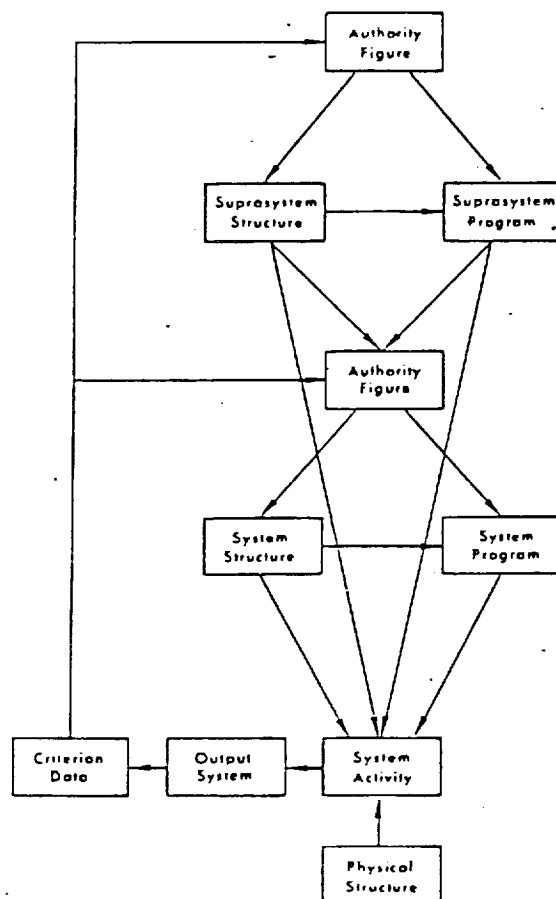 Authority
Figure
Suprasystem
Structure
Suprasystem
Program
Authority
Figure
System
Structure
System
Program
Criterion
Data
Output
System
System
Activity
Physical
Structure